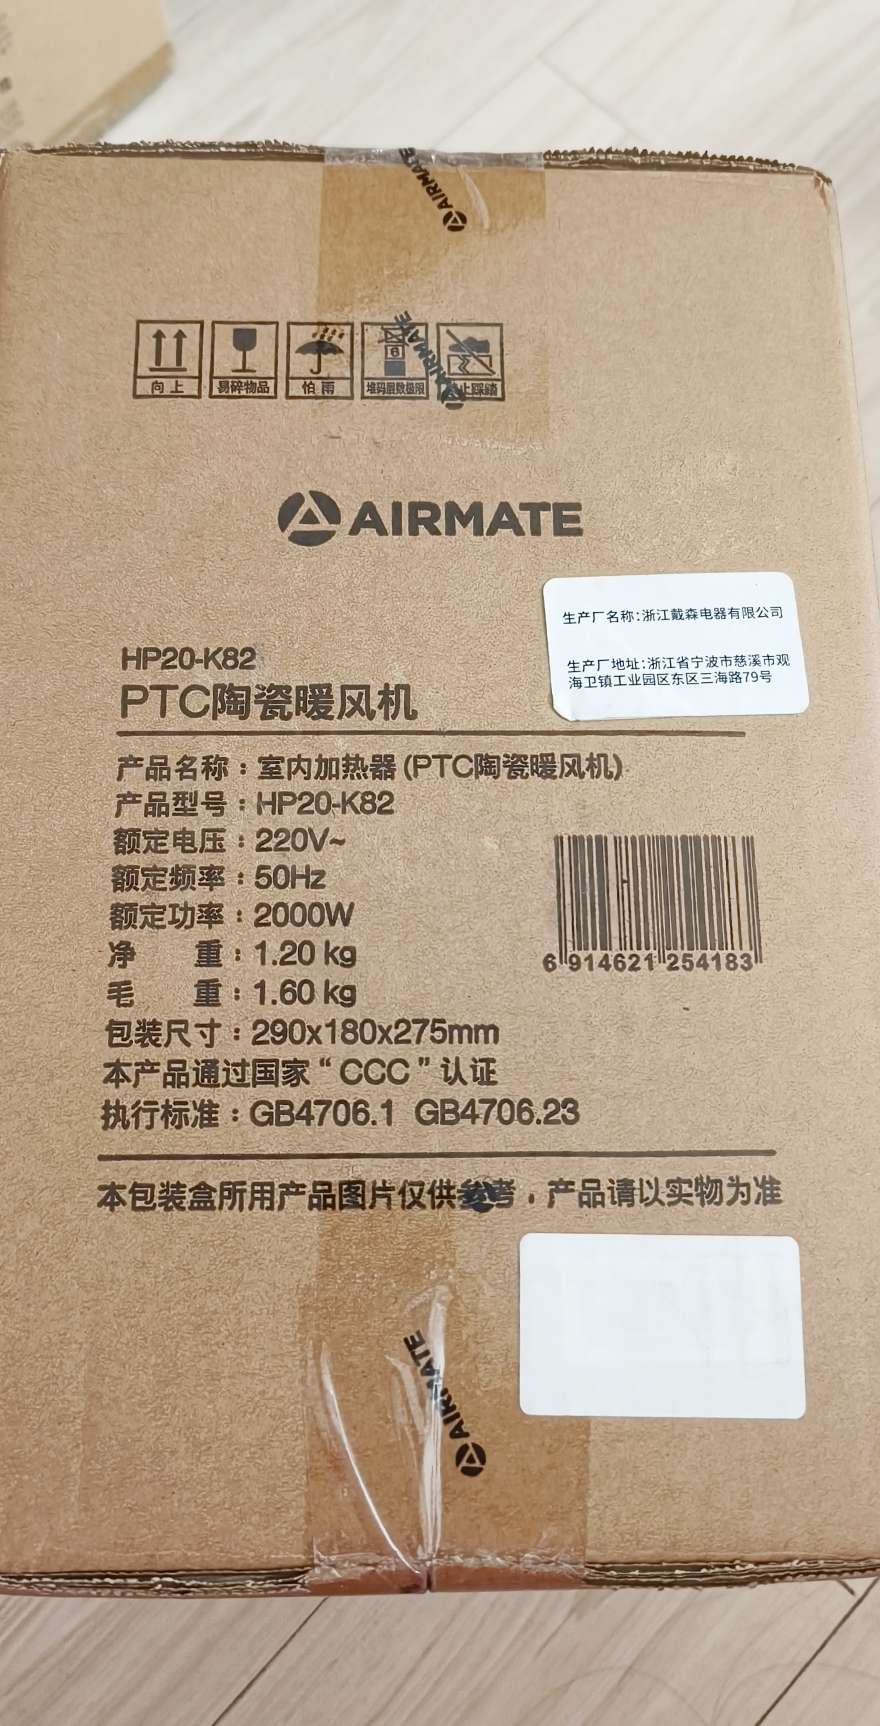 AIRMATE
向上
易碎物品
怕雨
堆码层数极限
止踩踏
AIRMATE
AIRMATE
生产厂名称:浙江戴森电器有限公司
生产厂地址:浙江省宁波市慈溪市观
海卫镇工业园区东区三海路79号
HP20-K82
PTC陶瓷暖风机
产品名称：室内加热器(PTC陶瓷暖风机)
产品型号：HP20-K82
额定电压：220V~
额定频率：50Hz
额定功率：2000W
净 重：1.20 kg
毛 重：1.60 kg
包装尺寸：290x180x275mm
本产品通过国家“CCC”认证
执行标准：GB4706.1 GB4706.23
6 914621 254183
本包装盒所用产品图片仅供参考，产品请以实物为准
AIRMATE